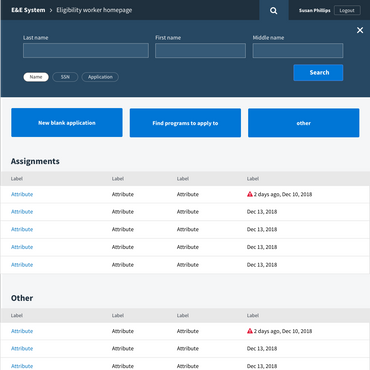 E&E System > Eligibility worker homepage Susan Phillips Logout
Last name First name Middle name
Name SSN Application Search
New blank application Find programs to apply to other
Assignments
Label Label Label Label
Attribute Attribute Attribute 2 days ago, Dec 10, 2018
Attribute Attribute Attribute Dec 13, 2018
Attribute Attribute Attribute Dec 13, 2018
Attribute Attribute Attribute Dec 13, 2018
Attribute Attribute Attribute Dec 13, 2018
Other
Label Label Label Label
Attribute Attribute Attribute 2 days ago, Dec 10, 2018
Attribute Attribute Attribute Dec 13, 2018
Attribute Attribute Attribute Dec 13, 2018